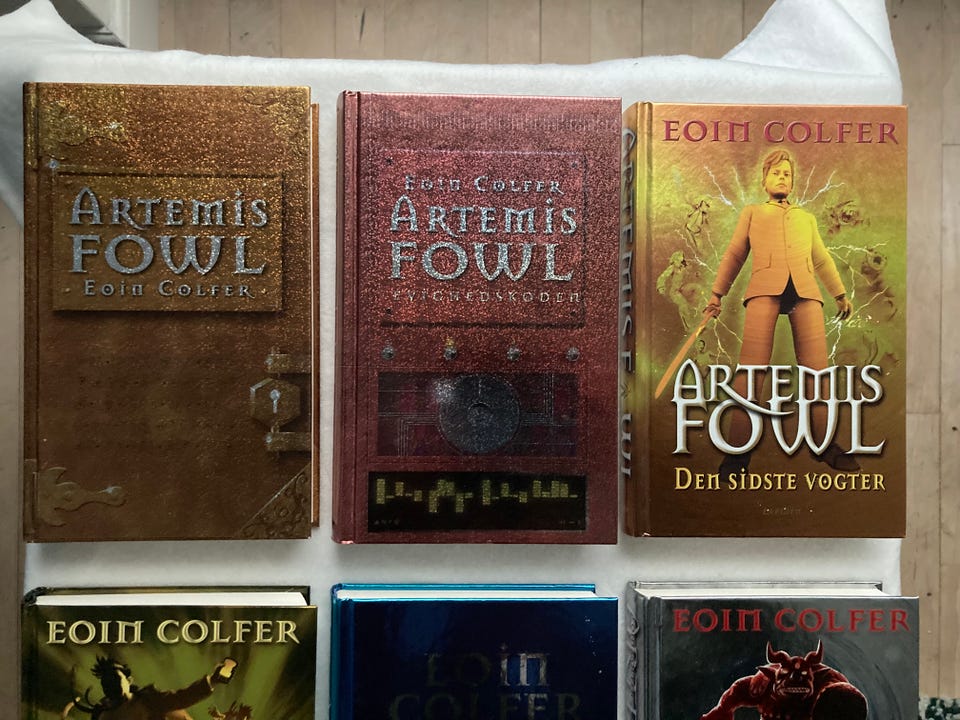 ARTEMIS
FOWL
EOIN COLFER
EOIN COLFER
ARTEMIS
FOWL
EVIGHEDSKODEN
EOIN COLFER
ARTEMIS
FOWL
DEN SIDSTE VOGTER
ARTEMIS FOWL
EOIN COLFER
EOIN
COLFER
EOIN COLFER